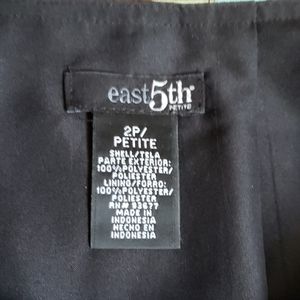 east5th
PETITE
2P/
PETITE
SHELL/TELA
PARTE EXTERIOR:
100%POLYESTER/
POLIESTER
LINING/FORRO:
100%POLYESTER/
POLIESTER
RN# 93677
MADE IN
INDONESIA
HECHO EN
INDONESIA